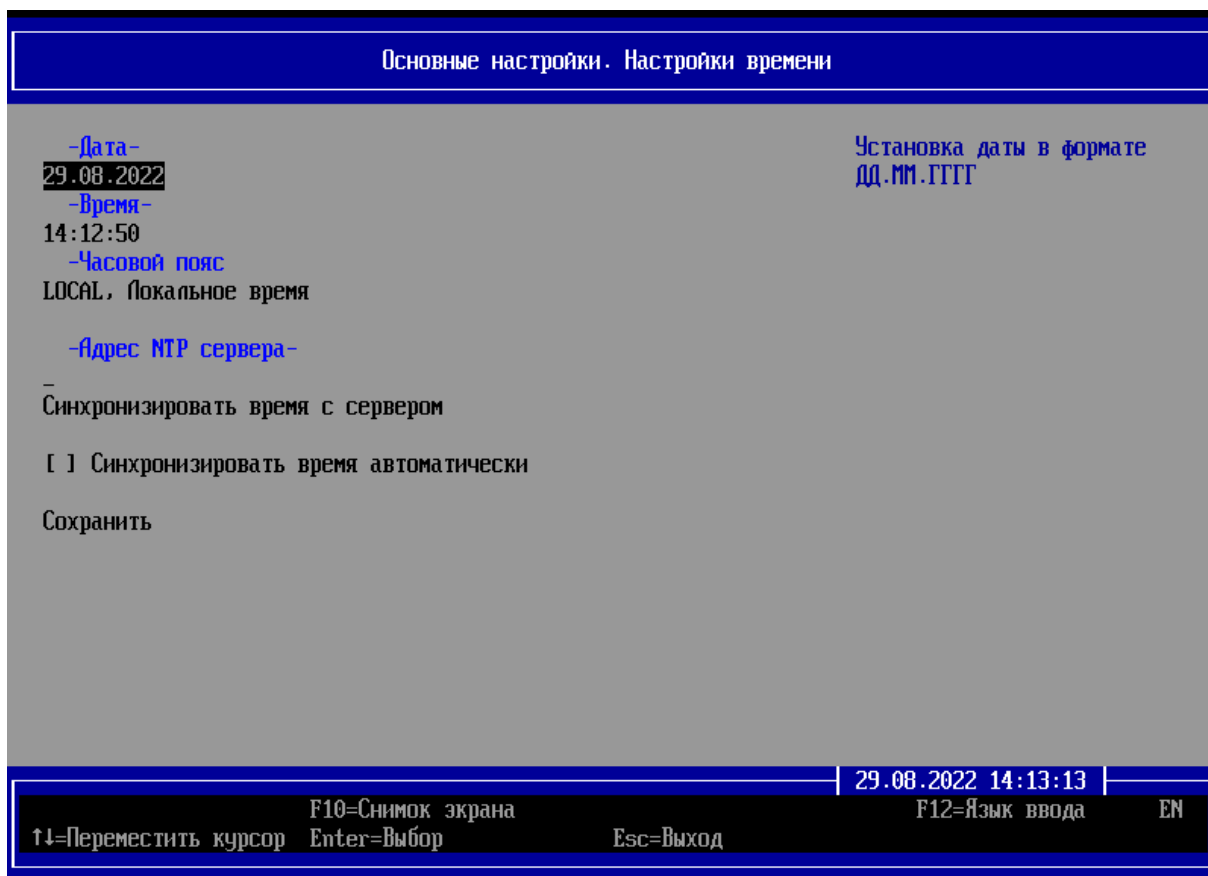 Основные настройки. Настройки времени
-Дата-
Установка даты в формате
29.08.2022
ДД.ММ.ГГГГ
-Время-
14:12:50
-Часовой пояс
LOCAL, Локальное время
-Адрес NTP сервера-
_
Синхронизировать время с сервером
[ ] Синхронизировать время автоматически
Сохранить
29.08.2022 14:13:13
F10=Снимок экрана F12=Язык ввода EN
↑↓=Переместить курсор Enter=Выбор Esc=Выход